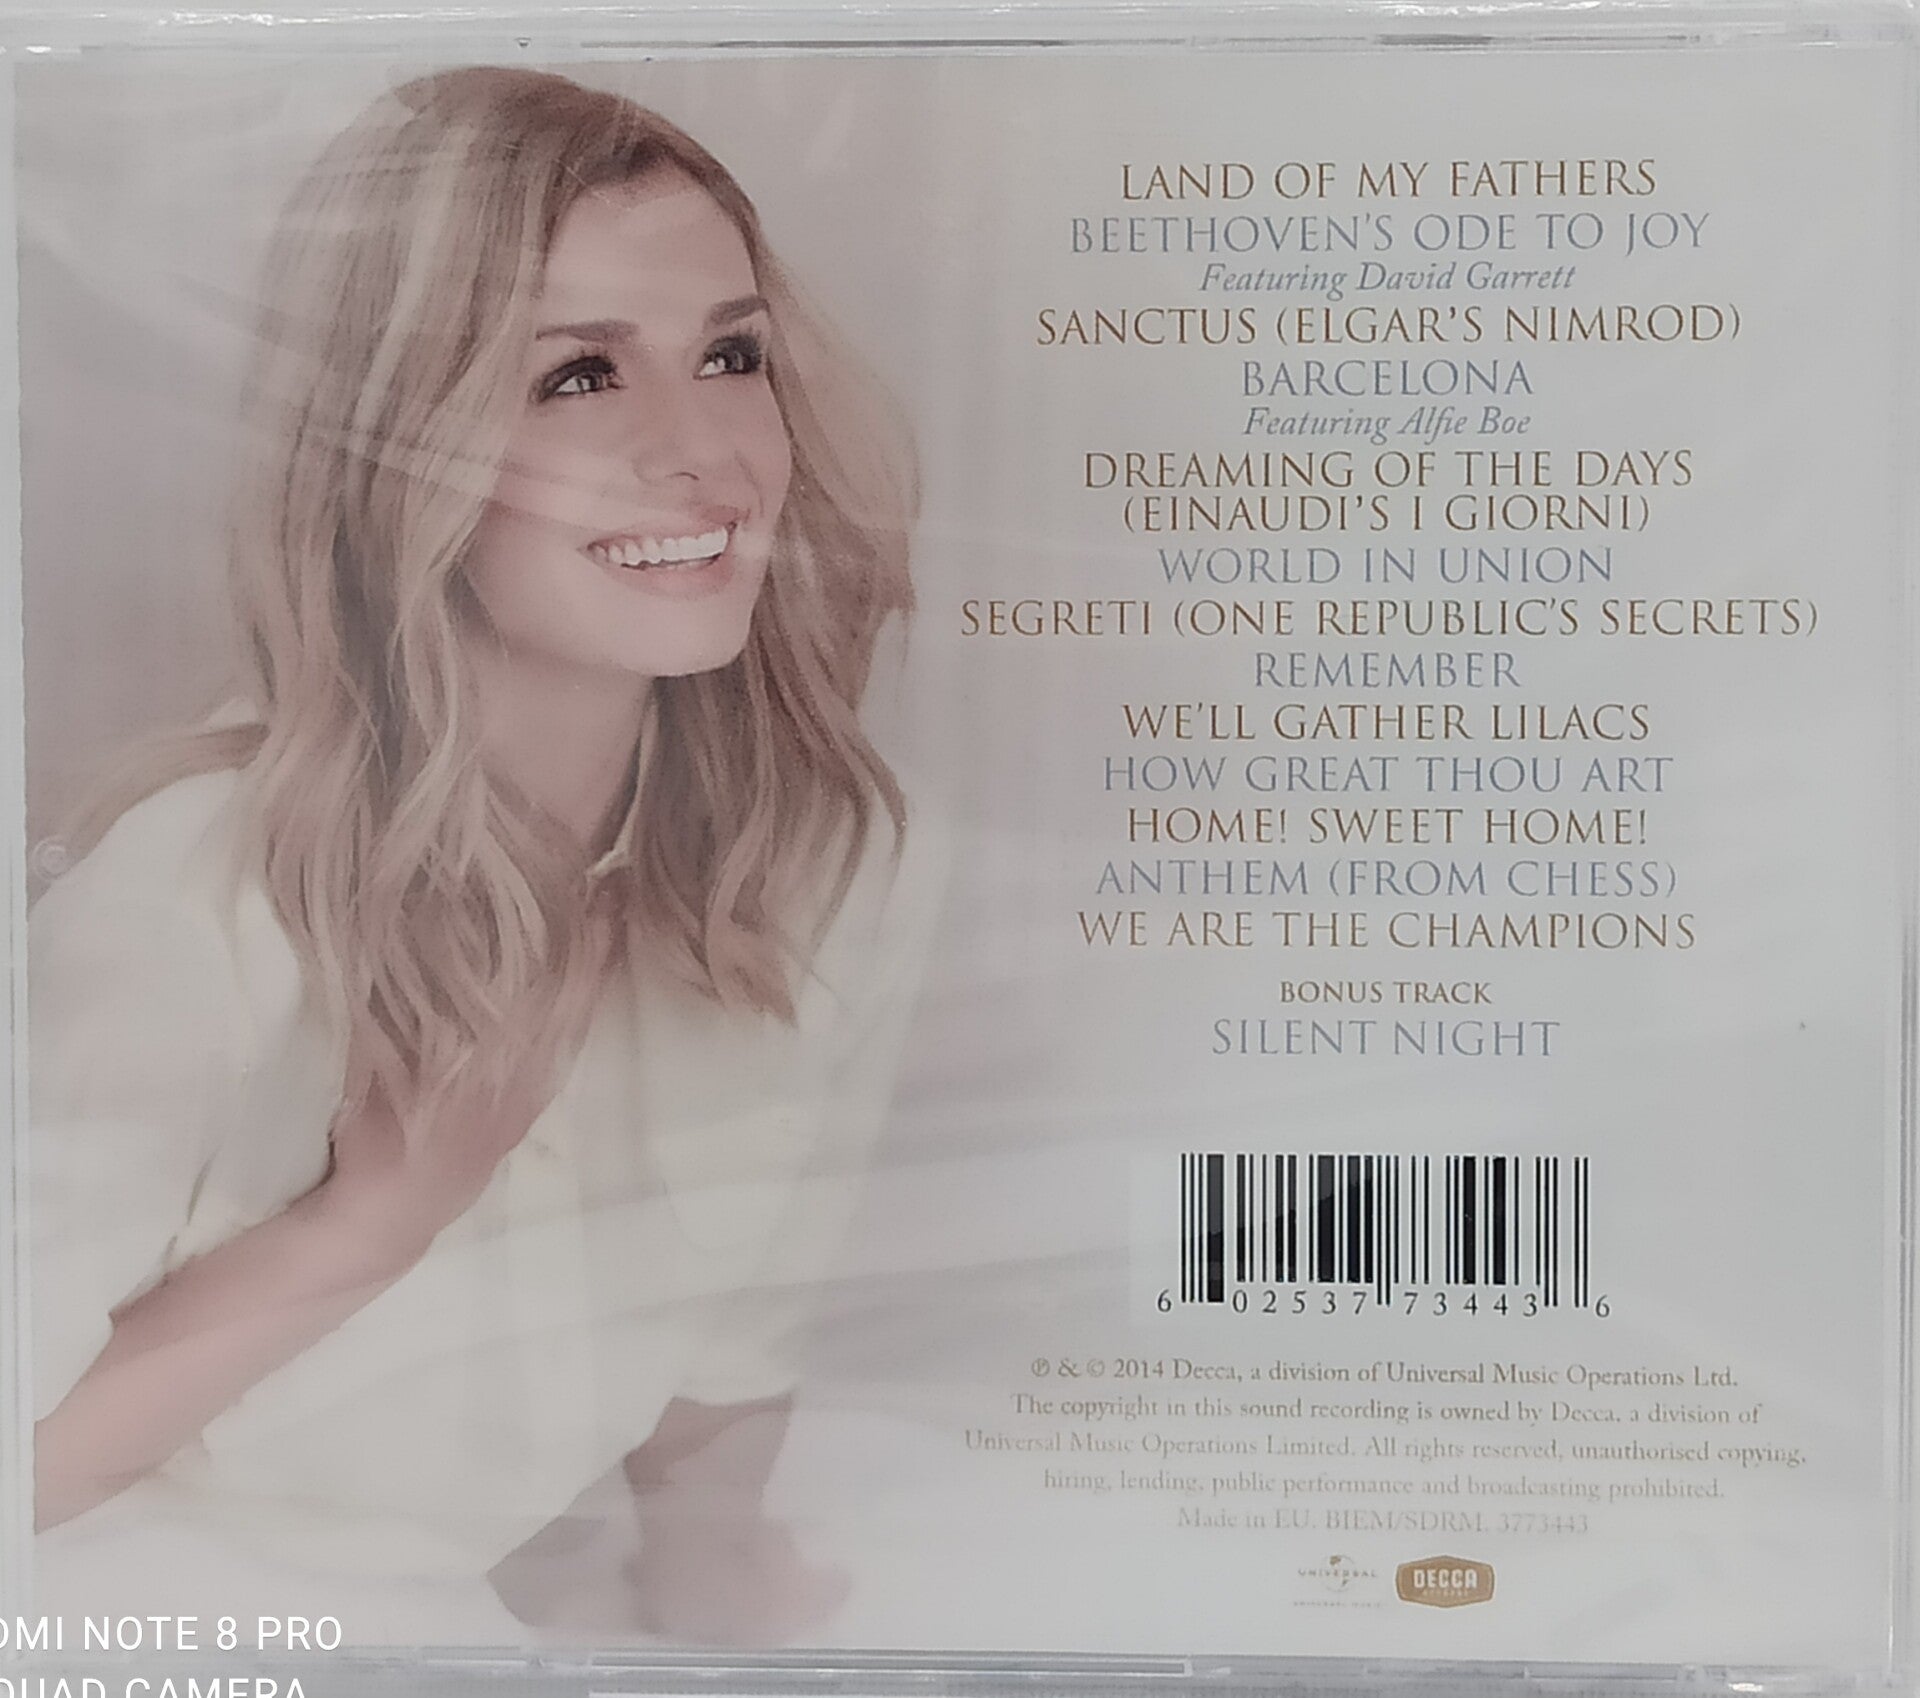 LAND OF MY FATHERS
BEETHOVEN'S ODE TO JOY
Featuring David Garrett
SANCTUS (ELGAR'S NIMROD)
BARCELONA
Featuring Alfie Boe
DREAMING OF THE DAYS
(EINAUDI'S I GIORNI)
WORLD IN UNION
SEGRETI (ONE REPUBLIC'S SECRETS)
REMEMBER
WE'LL GATHER LILACS
HOW GREAT THOU ART
HOME! SWEET HOME!
ANTHEM (FROM CHESS)
WE ARE THE CHAMPIONS
BONUS TRACK
SILENT NIGHT
6 02537 73443 6
℗ & © 2014 Decca, a division of Universal Music Operations Ltd.
The copyright in this sound recording is owned by Decca, a division of
Universal Music Operations Limited. All rights reserved, unauthorised copying,
hiring, lending, public performance and broadcasting prohibited.
Made in EU. BIEM/SDRM. 3773443
UNIVERSAL
DECCA
NOTE 8 PRO
QUAD CAMERA